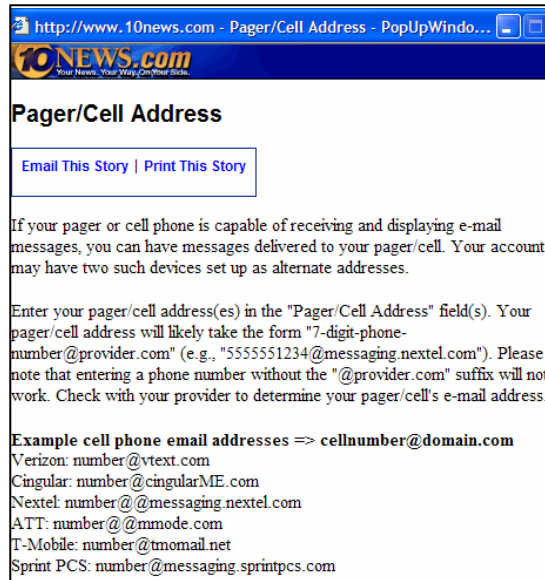 http://www.10news.com - Pager/Cell Address - PopUpWindo...
10NEWS.com
Your News. Your Way. On Your Side.
Pager/Cell Address
Email This Story | Print This Story
If your pager or cell phone is capable of receiving and displaying e-mail
messages, you can have messages delivered to your pager/cell. Your account
may have two such devices set up as alternate addresses.
Enter your pager/cell address(es) in the "Pager/Cell Address" field(s). Your
pager/cell address will likely take the form "7-digit-phone-
number@provider.com" (e.g., "5555551234@messaging.nextel.com"). Please
note that entering a phone number without the "@provider.com" suffix will not
work. Check with your provider to determine your pager/cell's e-mail address.
Example cell phone email addresses => cellnumber@domain.com
Verizon: number@vtext.com
Cingular: number@cingularME.com
Nextel: number@@messaging.nextel.com
ATT: number@@mmode.com
T-Mobile: number@tmomail.net
Sprint PCS: number@messaging.sprintpcs.com